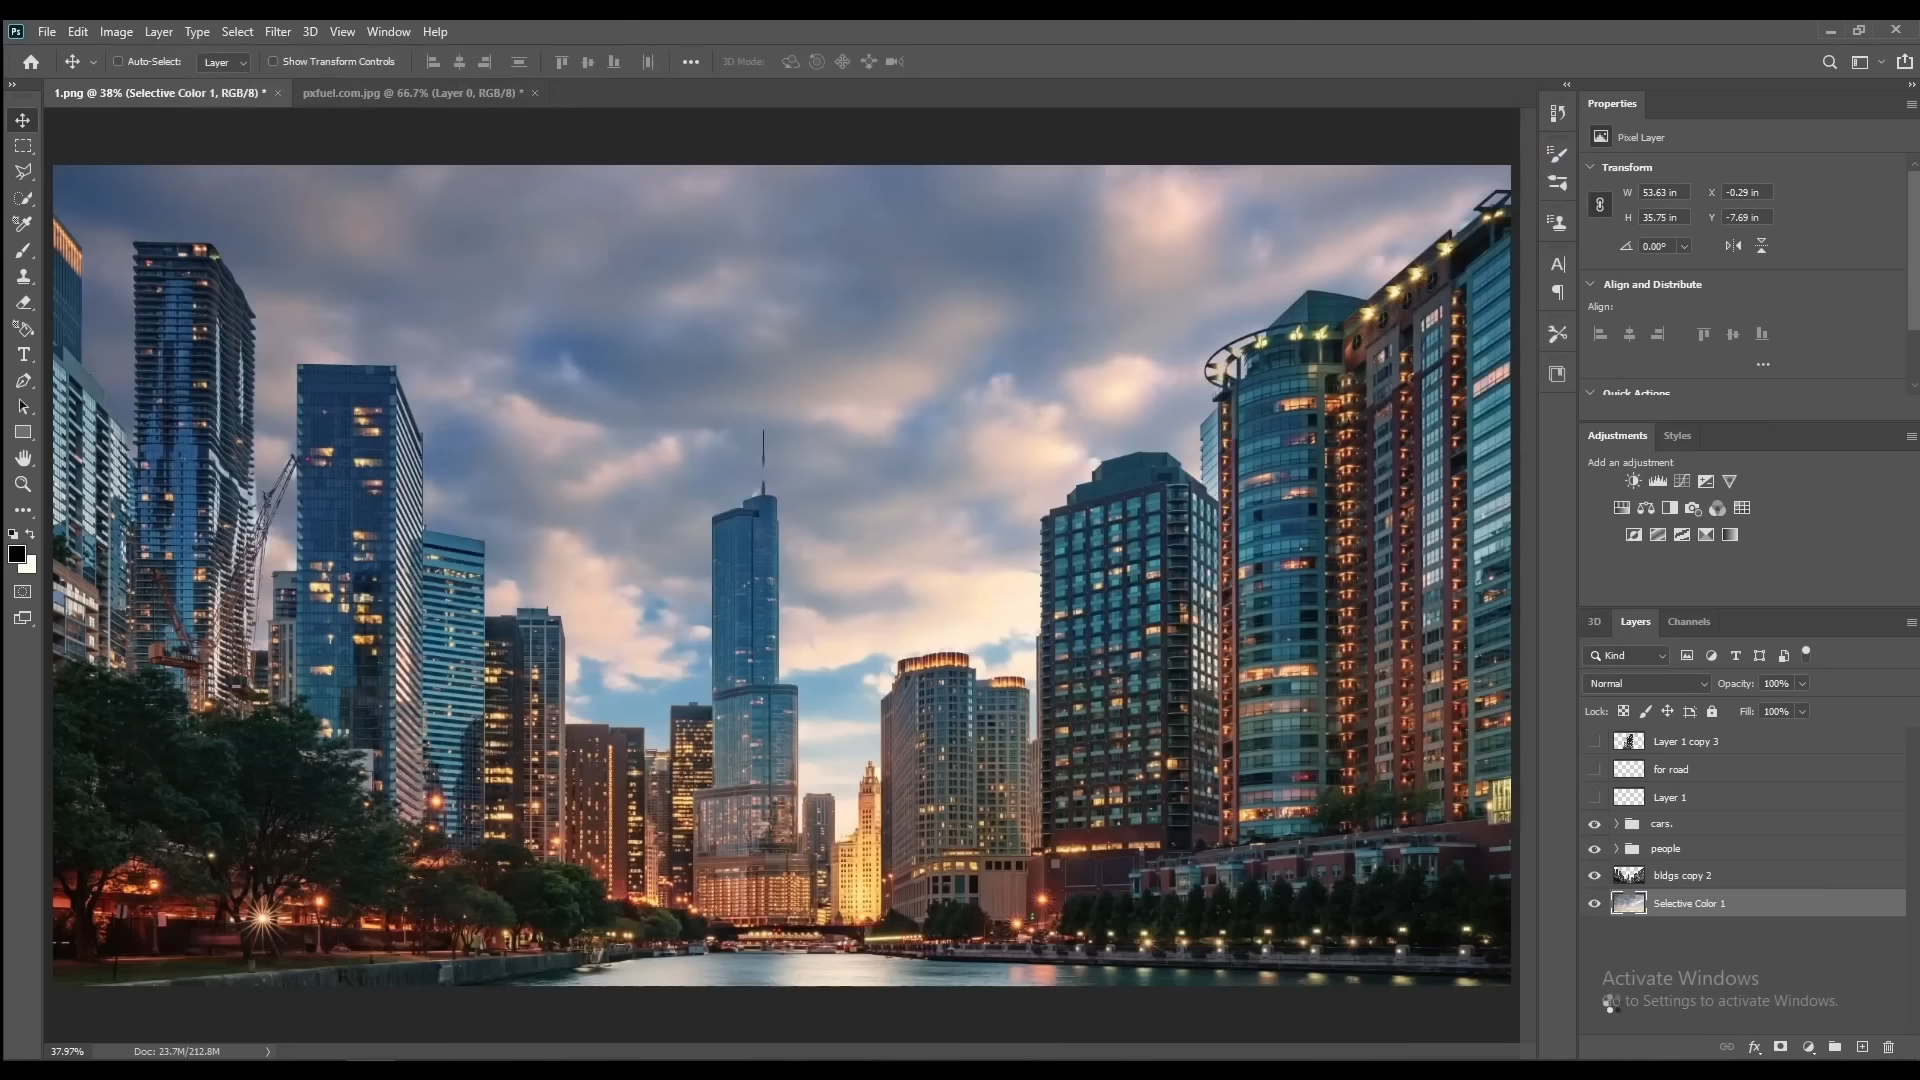 Ps File Edit Image Layer Type Select Filter 3D View Window Help
Auto-Select: Layer Show Transform Controls 3D Mode:
1.png @ 38% (Selective Color 1, RGB/8) * × pxfuel.com.jpg @ 66.7% (Layer 0, RGB/8) * ×
Properties
Pixel Layer
Transform
W 53.63 in X -0.29 in
H 35.75 in Y -7.69 in
0.00°
Align and Distribute
Align:
Quick Actions
Adjustments Styles
Add an adjustment
3D Layers Channels
Kind
Normal Opacity: 100%
Lock: Fill: 100%
Layer 1 copy 3
for road
Layer 1
cars.
people
bldgs copy 2
Selective Color 1
Activate Windows
Go to Settings to activate Windows.
37.97% Doc: 23.7M/212.8M